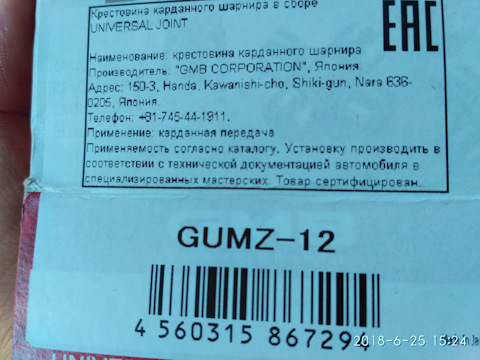 Крестовина карданного шарнира в сборе
UNIVERSAL JOINT
EAC
Наименование: крестовина карданного шарнира
Производитель: "GMB CORPORATION", Япония.
Адрес: 150-3, Handa, Kawanishi-cho, Shiki-gun, Nara 636-
0205, Япония.
Телефон: +81-745-44-1911.
Применение: карданная передача
Применяемость согласно каталогу. Установку производить в
соответствии с технической документацией автомобиля в
специализированных мастерских. Товар сертифицирован.
GUMZ-12
4 560315 867290
2018-6-25 15:24